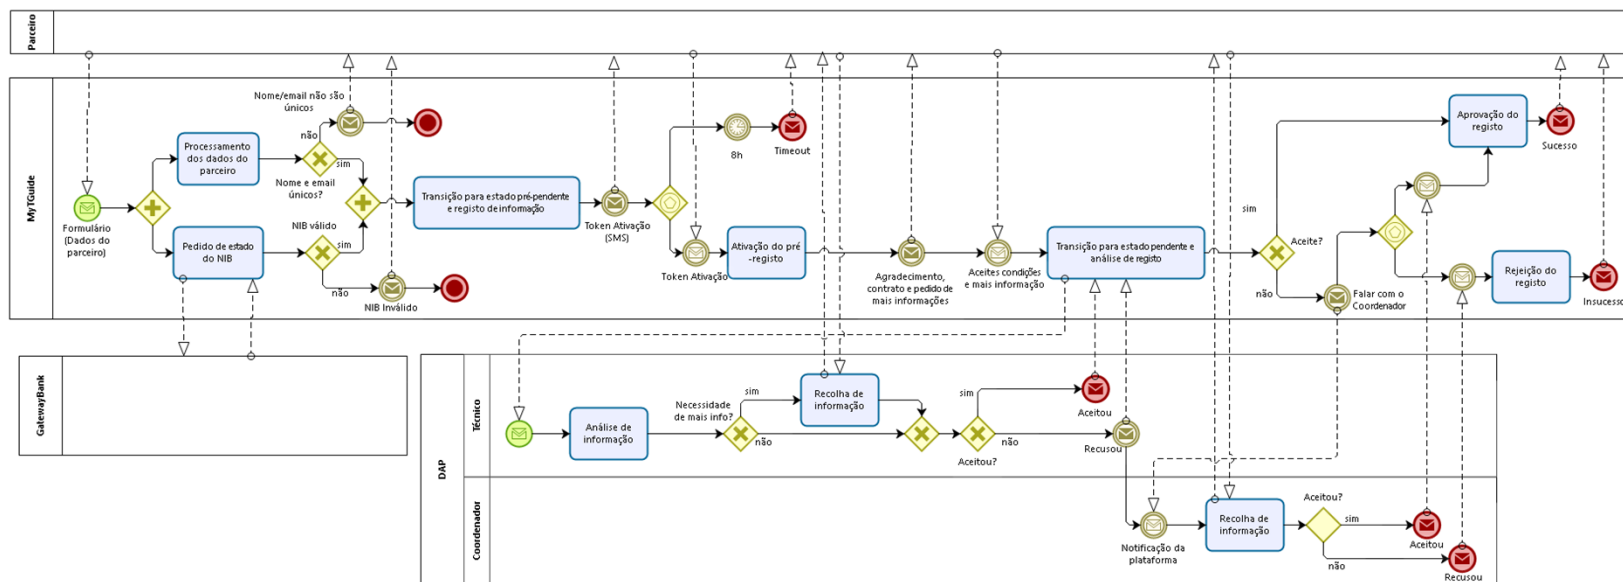 Parceiro
MyTGuide
Formulário
(Dados do
parceiro)
Processamento
dos dados do
parceiro
Pedido de estado
do NIB
Nome/email não são
únicos
não
sim
Nome e email
únicos?
NIB válido
sim
não
NIB Inválido
Transição para estado pré-pendente
e registo de informação
Token Ativação
(SMS)
8h
Timeout
Token Ativação
Ativação do pré
-registo
Agradecimento,
contrato e pedido de
mais informações
Aceites condições
e mais informação
Transição para estado pendente e
análise de registo
sim
Aceite?
não
Falar com o
Coordenador
Aprovação do
registo
Sucesso
Rejeição do
registo
Insucesso
GatewayBank
DAP
Técnico
Análise de
informação
Necessidade
de mais info?
sim
não
Recolha de
informação
Aceitou?
sim
não
Aceitou
Recusou
Coordenador
Notificação da
plataforma
Recolha de
informação
Aceitou?
sim
não
Aceitou
Recusou